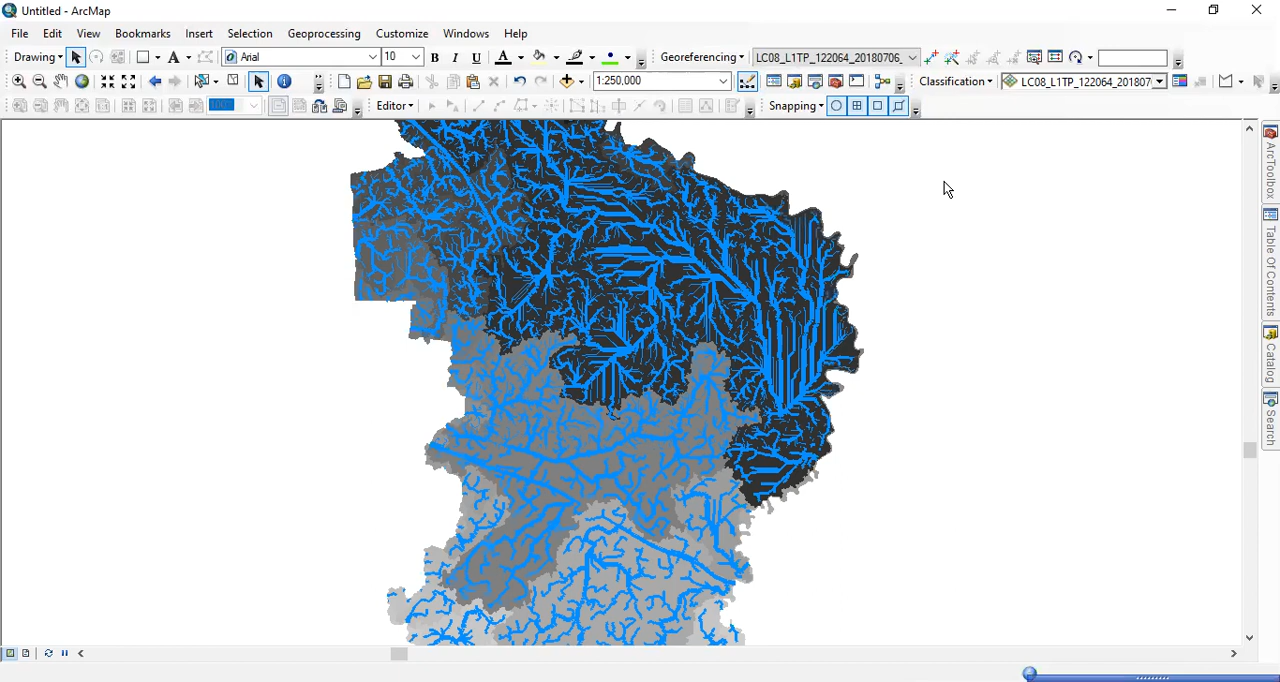 Untitled - ArcMap
File Edit View Bookmarks Insert Selection Geoprocessing Customize Windows Help
Drawing Arial 10 B I U A Georeferencing LC08_L1TP_122064_20180706_
1:250.000 Classification LC08_L1TP_122064_201807
100% Editor Snapping
ArcToolbox
Table Of Contents
Catalog
Search